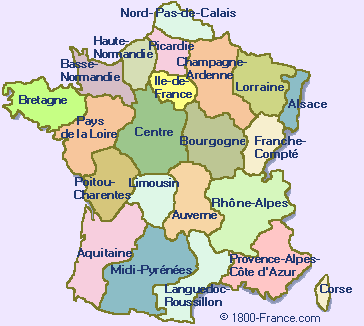 Nord-Pas-de-Calais
Haute-
Normandie
Picardie
Basse-
Normandie
Ile-de-
France
Champagne-
Ardenne
Lorraine
Alsace
Bretagne
Pays
de la Loire
Centre
Bourgogne
Franche-
Compté
Poitou-
Charentes
Limousin
Auverne
Rhône-Alpes
Aquitaine
Midi-Pyrénées
Languedoc-
Roussillon
Provence-Alpes-
Côte d'Azur
Corse
© 1800-France.com